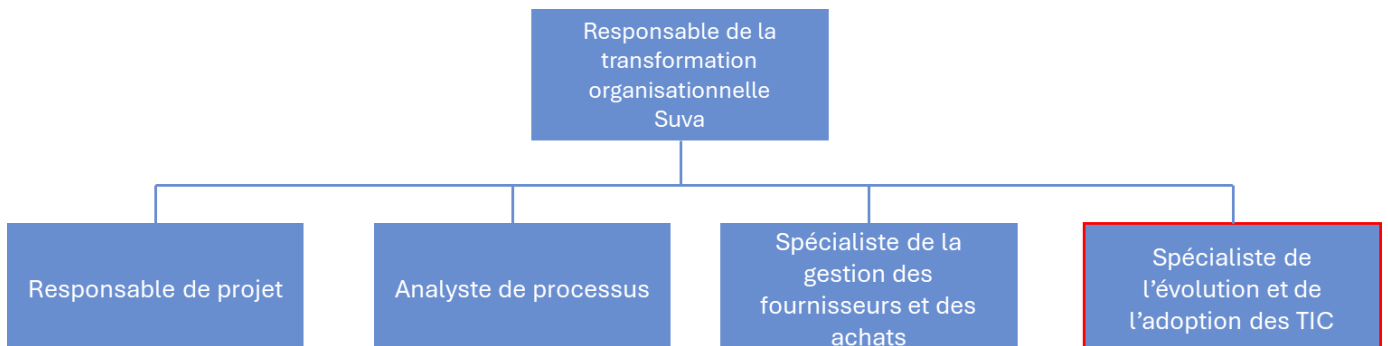 Responsable de la
transformation
organisationnelle
Suva
Responsable de projet
Analyste de processus
Spécialiste de la
gestion des
fournisseurs et des
achats
Spécialiste de
l’évolution et de
l’adoption des TIC